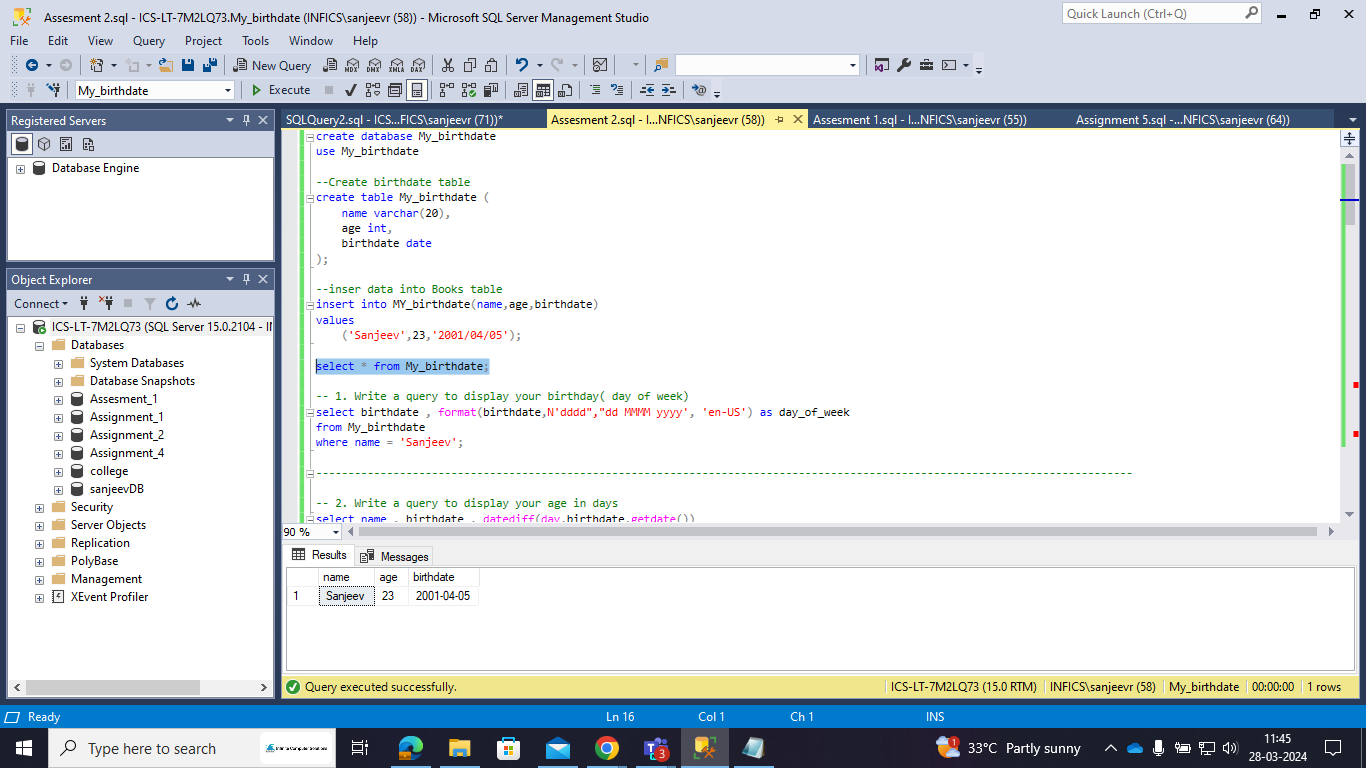 Assesment 2.sql - ICS-LT-7M2LQ73.My_birthdate (INFICS\sanjeevr (58)) - Microsoft SQL Server Management Studio
Quick Launch (Ctrl+Q)
File Edit View Query Project Tools Window Help
New Query MDX DMX XMLA DAX
My_birthdate Execute
Registered Servers
Database Engine
Object Explorer
Connect
ICS-LT-7M2LQ73 (SQL Server 15.0.2104 - IN
Databases
System Databases
Database Snapshots
Assesment_1
Assignment_1
Assignment_2
Assignment_4
college
sanjeevDB
Security
Server Objects
Replication
PolyBase
Management
XEvent Profiler
SQLQuery2.sql - ICS...FICS\sanjeevr (71))* Assesment 2.sql - I...NFICS\sanjeevr (58)) Assesment 1.sql - I...NFICS\sanjeevr (55)) Assignment 5.sql -...NFICS\sanjeevr (64))
create database My_birthdate
use My_birthdate
--Create birthdate table
create table My_birthdate (
name varchar(20),
age int,
birthdate date
);
--inser data into Books table
insert into MY_birthdate(name,age,birthdate)
values
('Sanjeev',23,'2001/04/05');
select * from My_birthdate;
-- 1. Write a query to display your birthday( day of week)
select birthdate , format(birthdate,N'dddd","dd MMMM yyyy', 'en-US') as day_of_week
from My_birthdate
where name = 'Sanjeev';
--------------------------------------------------------------------------------------------------------------------------------
-- 2. Write a query to display your age in days
select name , birthdate , datediff(day,birthdate,getdate())
90 %
Results Messages
name age birthdate
1 Sanjeev 23 2001-04-05
Query executed successfully. ICS-LT-7M2LQ73 (15.0 RTM) INFICS\sanjeevr (58) My_birthdate 00:00:00 1 rows
Ready Ln 16 Col 1 Ch 1 INS
Type here to search Infinite Computer Solutions 3 1 33°C Partly sunny 11:45
28-03-2024